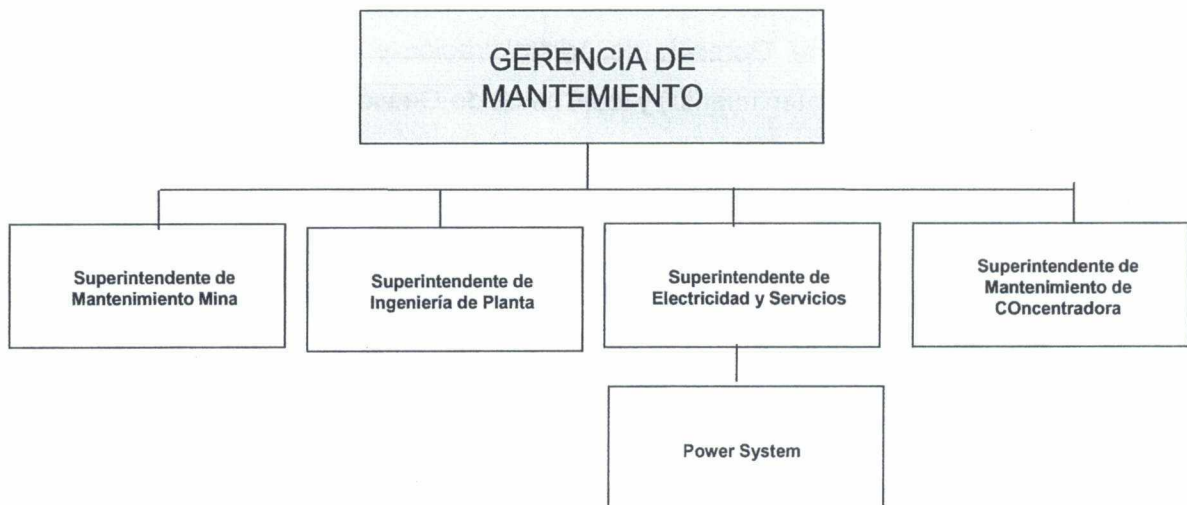 GERENCIA DE
MANTEMIENTO
Superintendente de
Mantenimiento Mina
Superintendente de
Ingeniería de Planta
Superintendente de
Electricidad y Servicios
Superintendente de
Mantenimiento de
COncentradora
Power System